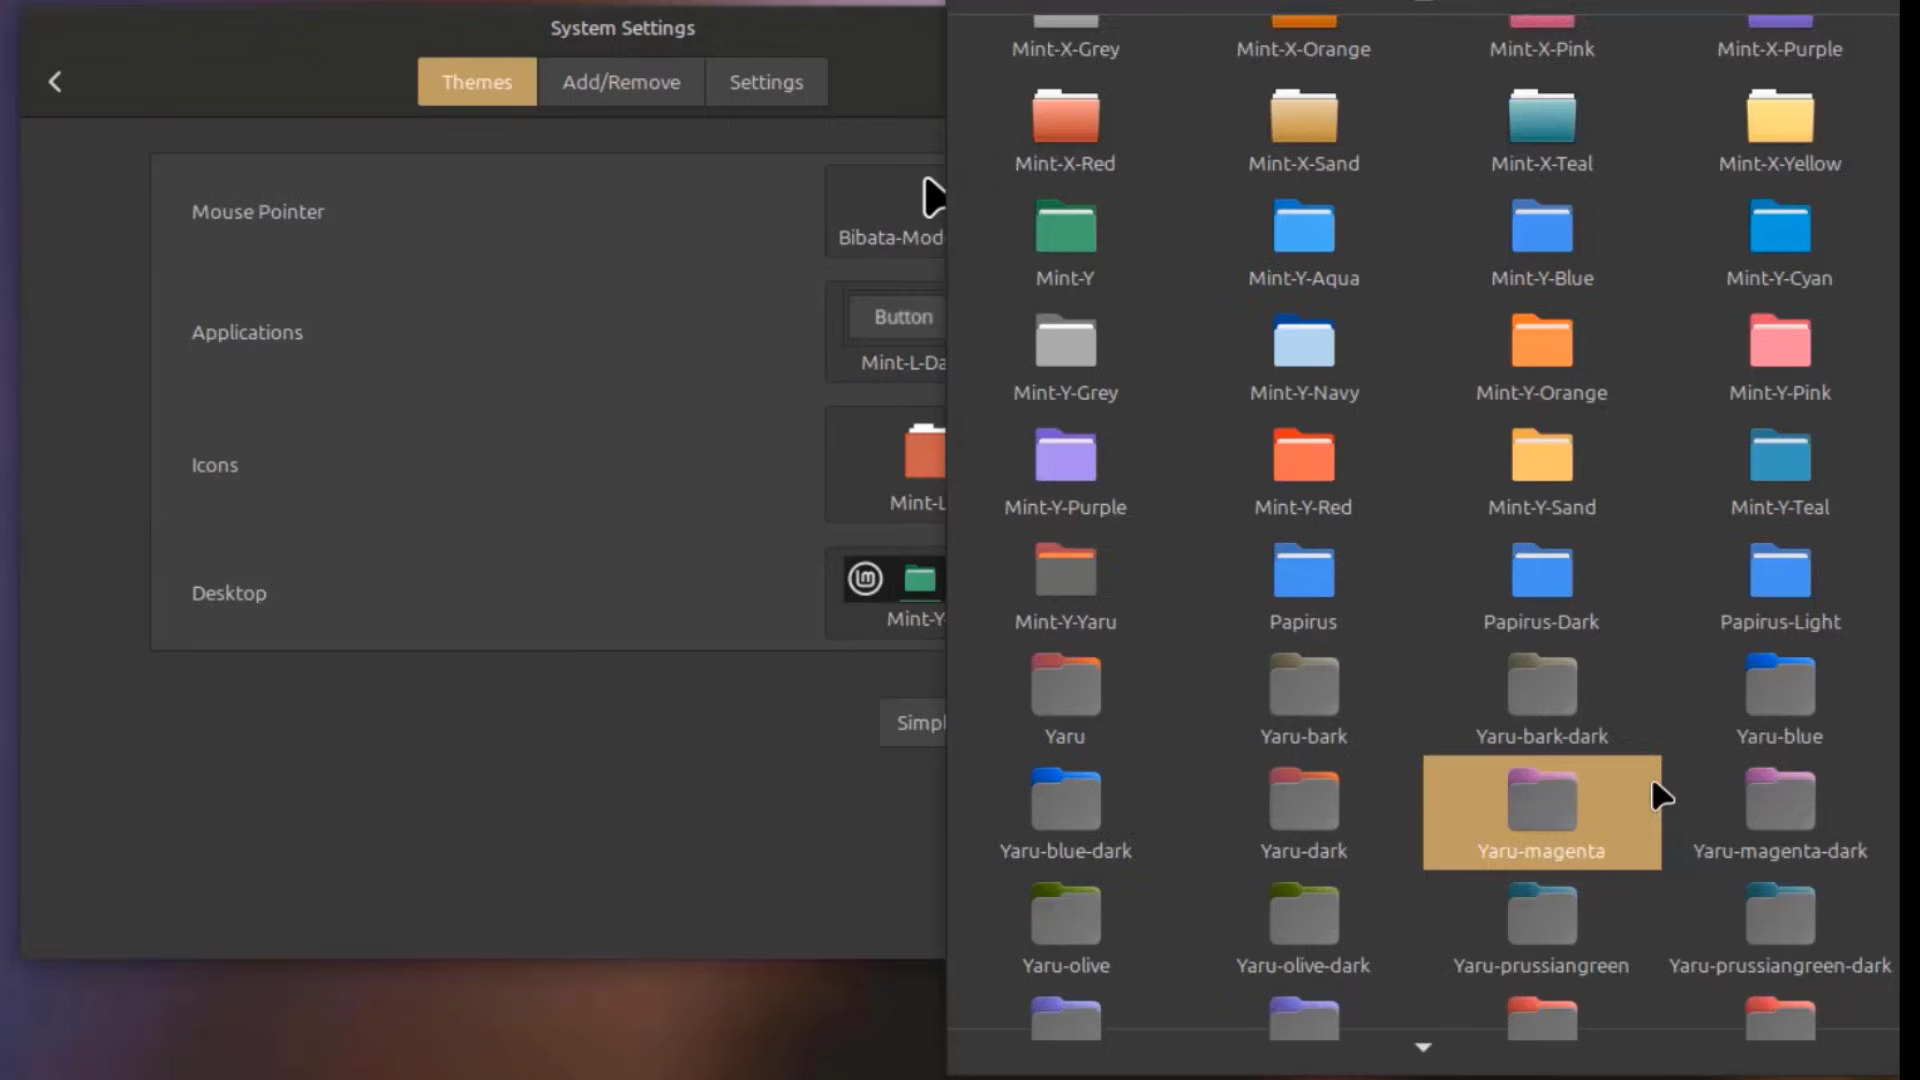 System Settings
Themes
Add/Remove
Settings
Mouse Pointer
Bibata-Mod
Applications
Button
Mint-L-Da
Icons
Mint-L
Desktop
Mint-Y
Simpl
Mint-X-Grey
Mint-X-Orange
Mint-X-Pink
Mint-X-Purple
Mint-X-Red
Mint-X-Sand
Mint-X-Teal
Mint-X-Yellow
Mint-Y
Mint-Y-Aqua
Mint-Y-Blue
Mint-Y-Cyan
Mint-Y-Grey
Mint-Y-Navy
Mint-Y-Orange
Mint-Y-Pink
Mint-Y-Purple
Mint-Y-Red
Mint-Y-Sand
Mint-Y-Teal
Mint-Y-Yaru
Papirus
Papirus-Dark
Papirus-Light
Yaru
Yaru-bark
Yaru-bark-dark
Yaru-blue
Yaru-blue-dark
Yaru-dark
Yaru-magenta
Yaru-magenta-dark
Yaru-olive
Yaru-olive-dark
Yaru-prussiangreen
Yaru-prussiangreen-dark